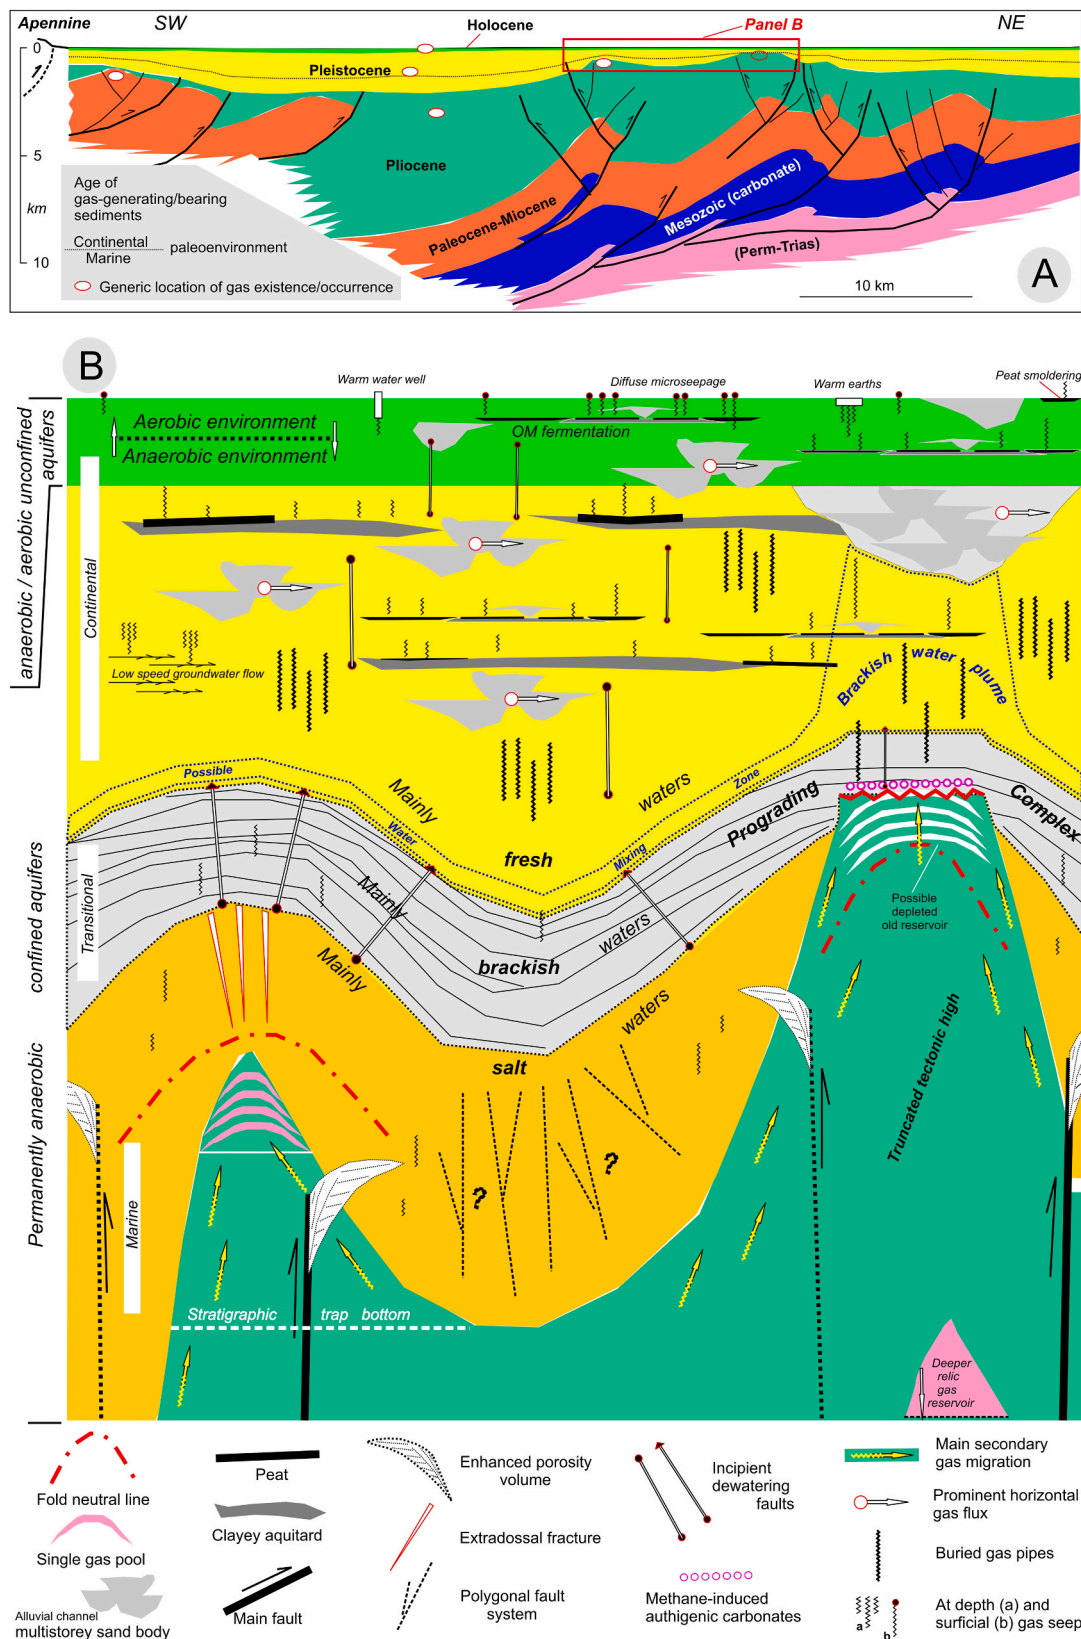 Apennine
SW
Holocene
Panel B
NE
0
Pleistocene
5
Pliocene
km
10
Paleocene-Miocene
Mesozoic (carbonate)
(Perm-Trias)
Age of
gas-generating/bearing
sediments
Continental
Marine
paleoenvironment
Generic location of gas existence/occurrence
10 km
A
B
Warm water well
Diffuse microseepage
Warm earths
Peat smoldering
Aerobic environment
Anaerobic environment
OM fermentation
anaerobic / aerobic unconfined
aquifers
Continental
Low speed groundwater flow
Brackish water plume
Possible
Water
Mixing
Zone
Mainly
fresh
waters
Prograding
Complex
confined aquifers
Transitional
Mainly
brackish
waters
Possible
depleted
old reservoir
Mainly
salt
waters
Permanently anaerobic
Marine
?
?
Truncated tectonic high
Stratigraphic trap bottom
Deeper
relic
gas
reservoir
Fold neutral line
Single gas pool
Alluvial channel
multistorey sand body
Peat
Clayey aquitard
Main fault
Enhanced porosity
volume
Extradossal fracture
Polygonal fault
system
Incipient
dewatering
faults
Methane-induced
authigenic carbonates
Main secondary
gas migration
Prominent horizontal
gas flux
Buried gas pipes
At depth (a) and
surficial (b) gas seep
a
b